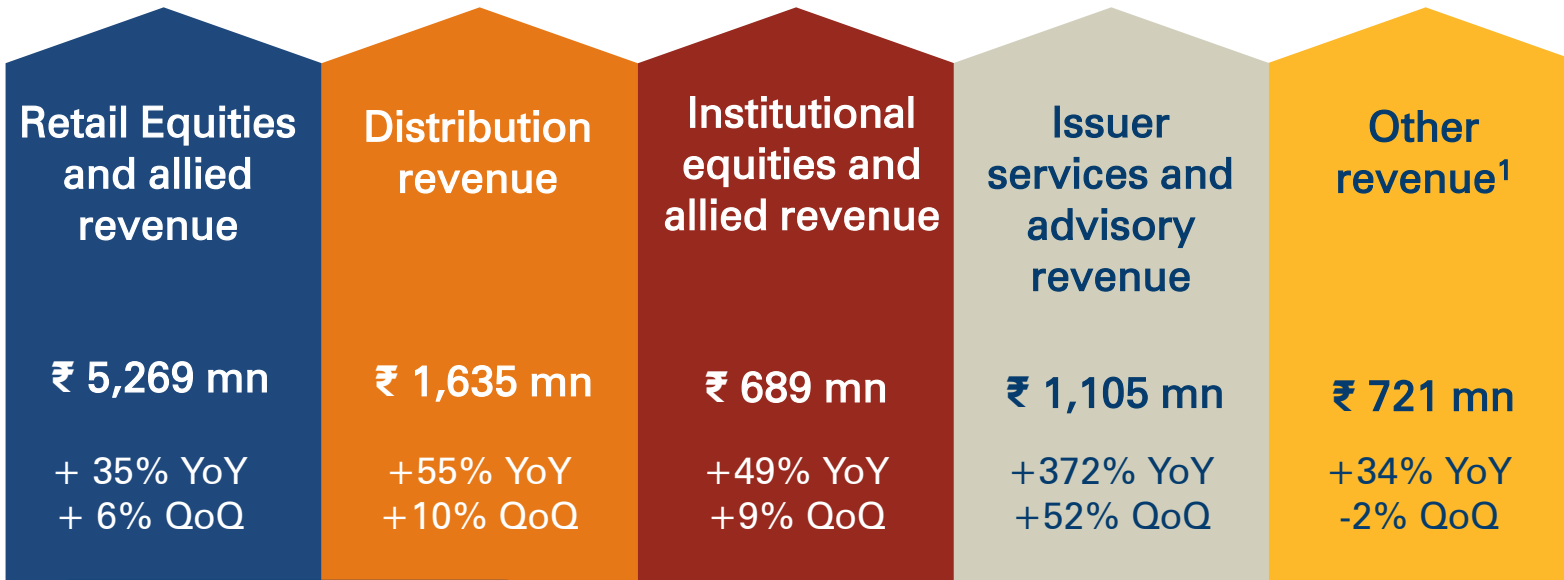 Retail Equities
and allied
revenue
₹ 5,269 mn
+ 35% YoY
+ 6% QoQ
Distribution
revenue
₹ 1,635 mn
+55% YoY
+10% QoQ
Institutional
equities and
allied revenue
₹ 689 mn
+49% YoY
+9% QoQ
Issuer
services and
advisory
revenue
₹ 1,105 mn
+372% YoY
+52% QoQ
Other
revenue¹
₹ 721 mn
+34% YoY
-2% QoQ